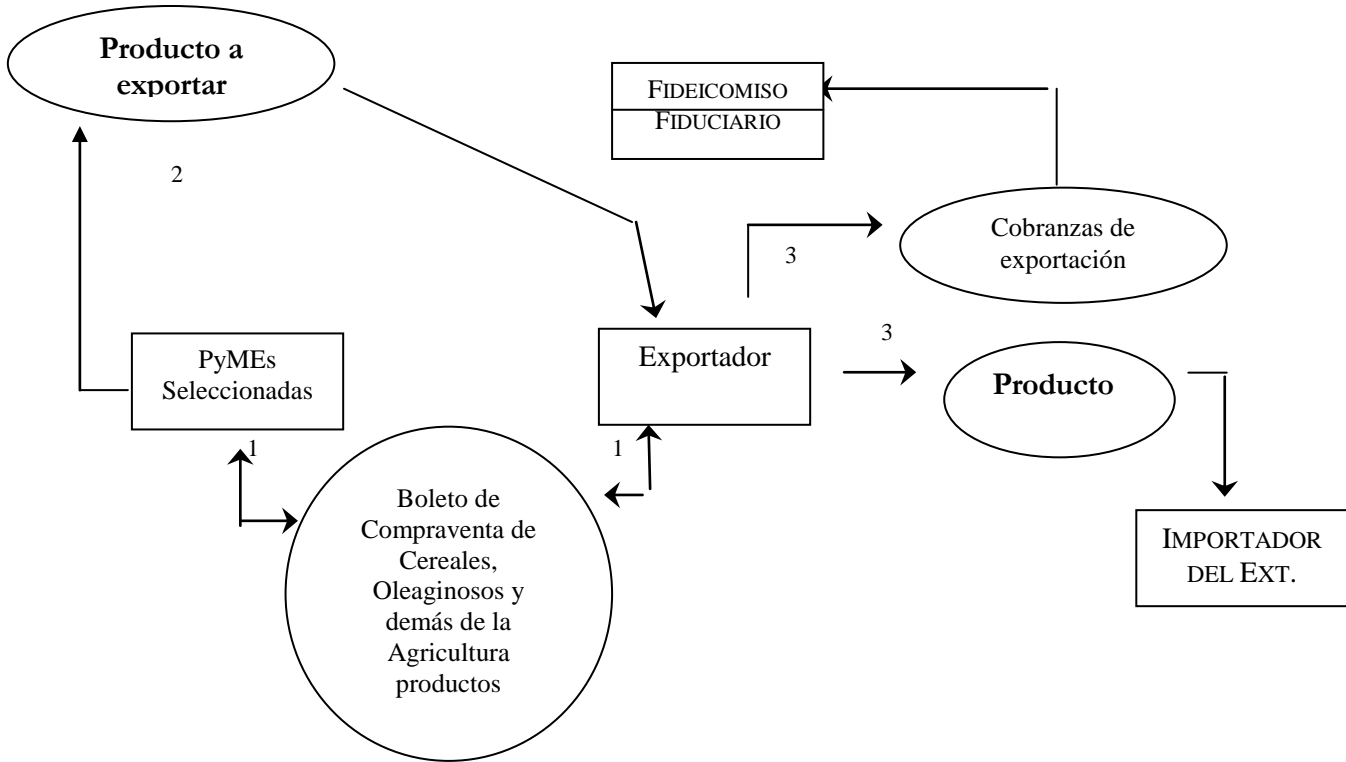 Producto a
exportar
FIDEICOMISO
FIDUCIARIO
2
Cobranzas de
exportación
3
PyMEs
Seleccionadas
Exportador
3
Producto
1
1
Boleto de
Compraventa de
Cereales,
Oleaginosos y
demás de la
Agricultura
productos
IMPORTADOR
DEL EXT.